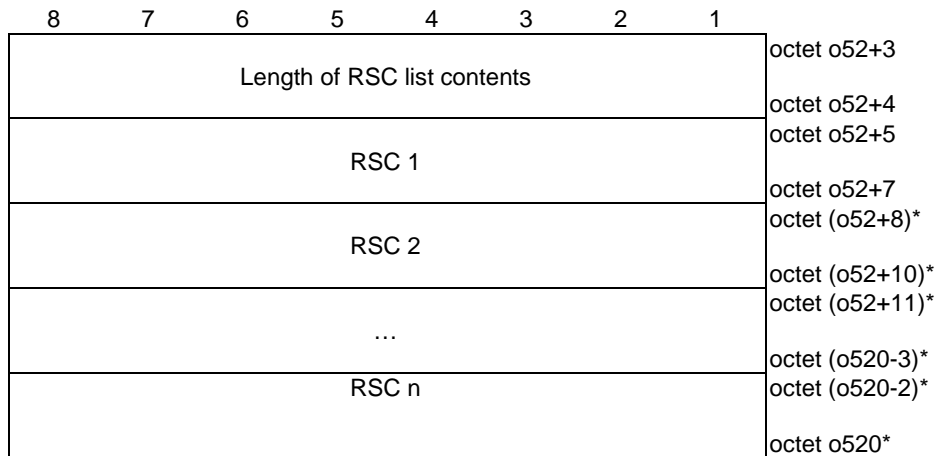 8 7 6 5 4 3 2 1
octet o52+3
Length of RSC list contents
octet o52+4
octet o52+5
RSC 1
octet o52+7
octet (o52+8)*
RSC 2
octet (o52+10)*
octet (o52+11)*
…
octet (o520-3)*
RSC n octet (o520-2)*
octet o520*